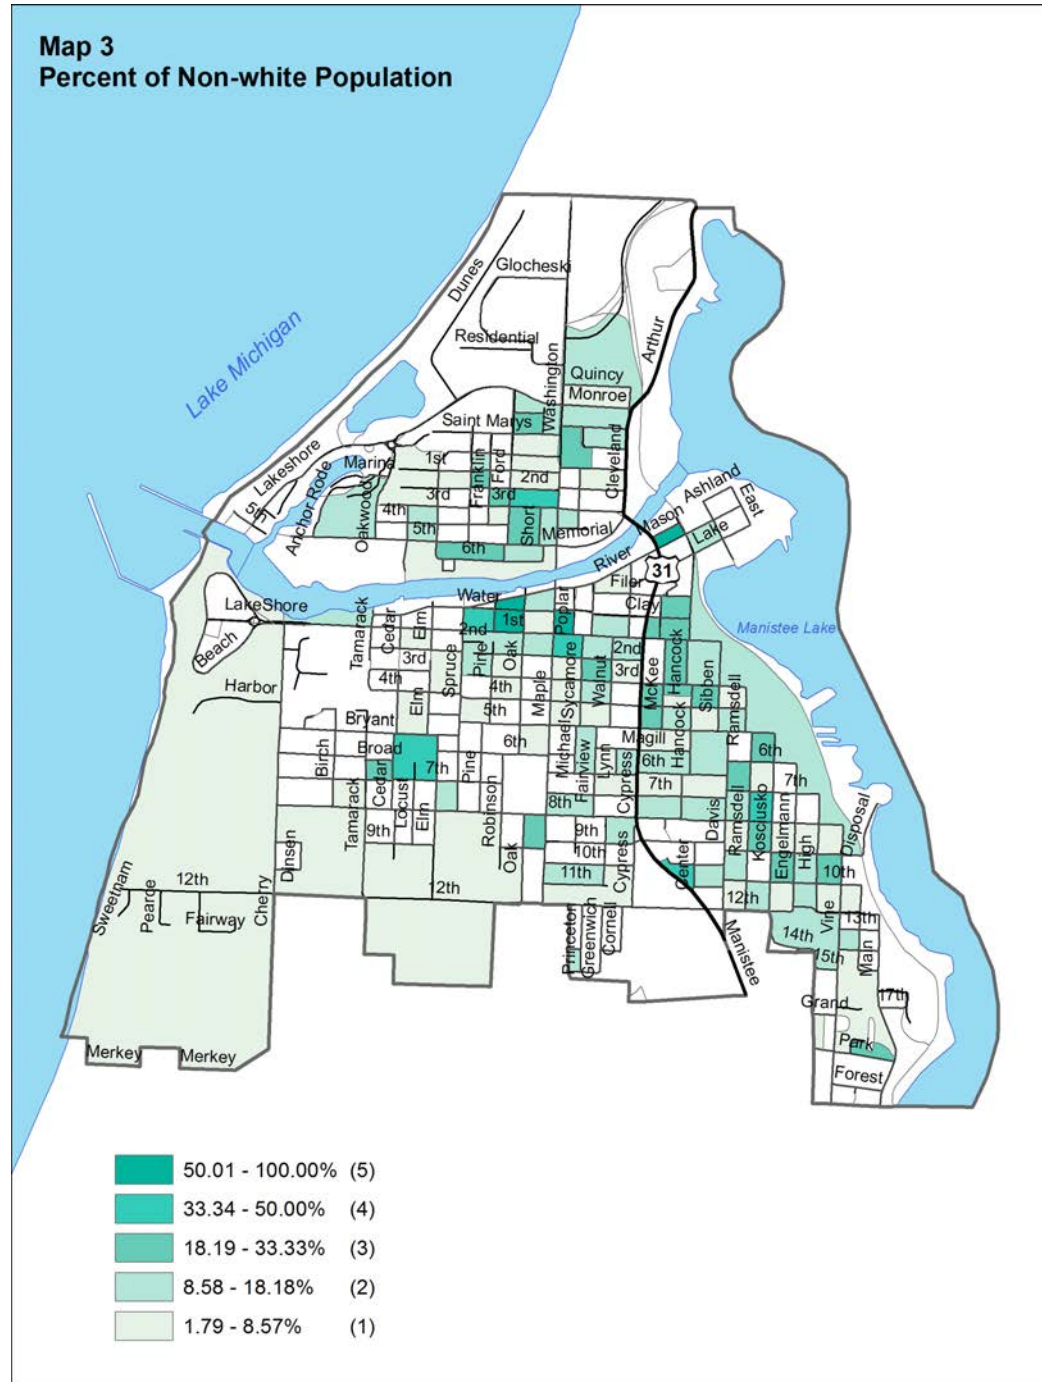 Map 3
Percent of Non-white Population
Glocheski
Dunes
Residential
Washington
Arthur
Quincy
Monroe
Lake Michigan
Saint Marys
Lakeshore
Marina
1st
Franklin
Ford
2nd
Cleveland
Anchor Rode
Oakwood
3rd
3rd
4th
5th
5th
Short
Memorial
6th
Mason
Ashland
East
Lake
River
31
Filer
Water
Clay
LakeShore
Beach
Tamarack
Cedar
Elm
2nd
1st
Poplar
Manistee Lake
3rd
4th
Spruce
Pine
Oak
2nd
3rd
Hancock
Harbor
Elm
4th
5th
Maple
Sycamore
Walnut
McKee
Sibben
Ramsdell
Bryant
Broad
6th
Magill
Hancock
Birch
Cedar
7th
Pine
Michael
Fairview
Lynn
Cypress
6th
6th
7th
7th
Tamarack
Locust
Elm
Robinson
8th
Davis
Ramsdell
Kosciusko
Engelmann
High
Disposal
Dinsen
9th
Oak
9th
10th
11th
Cypress
Center
10th
Sweetnam
Pearoe
12th
Fairway
Cherry
12th
12th
Vine
13th
Princeton
Greenwich
Cornell
Manistee
14th
15th
Main
Grand
17th
Merkey
Merkey
Park
Forest
50.01 - 100.00% (5)
33.34 - 50.00% (4)
18.19 - 33.33% (3)
8.58 - 18.18% (2)
1.79 - 8.57% (1)